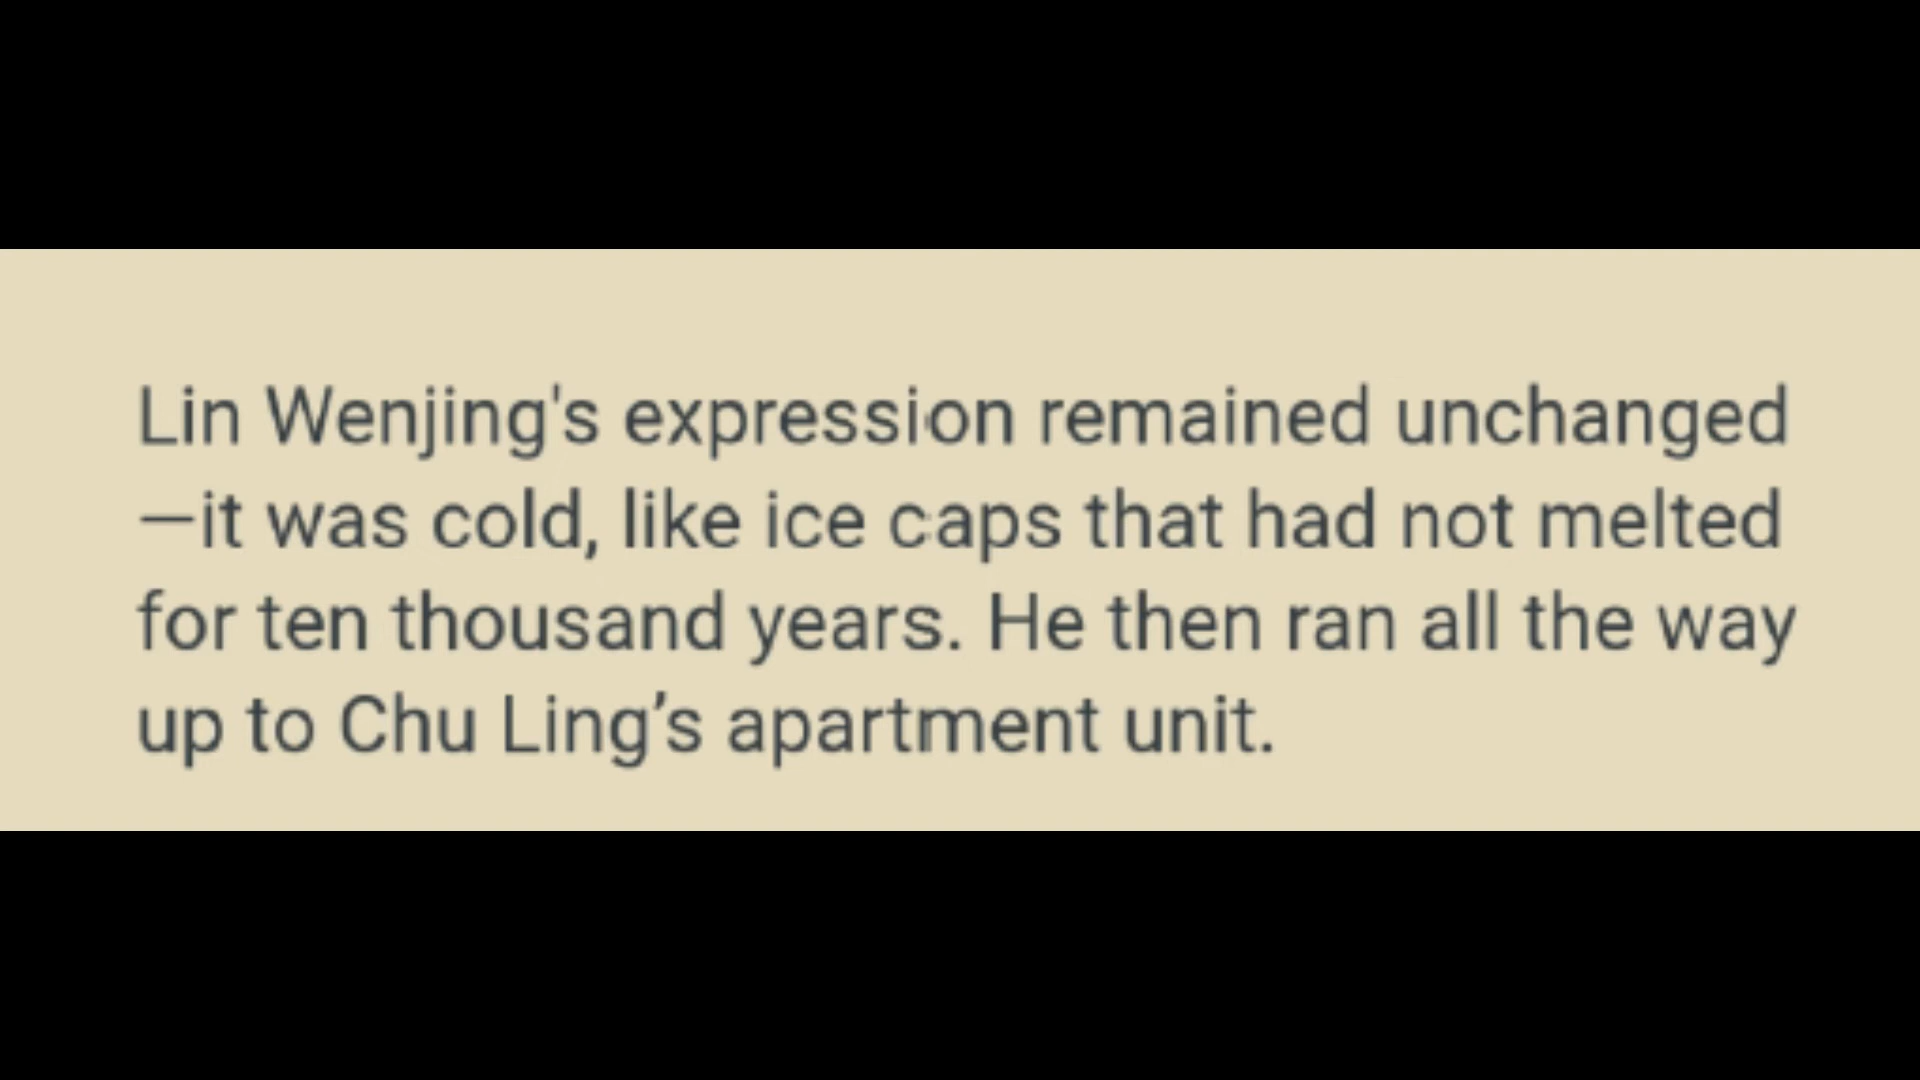 Lin Wenjing's expression remained unchanged
—it was cold, like ice caps that had not melted
for ten thousand years. He then ran all the way
up to Chu Ling’s apartment unit.